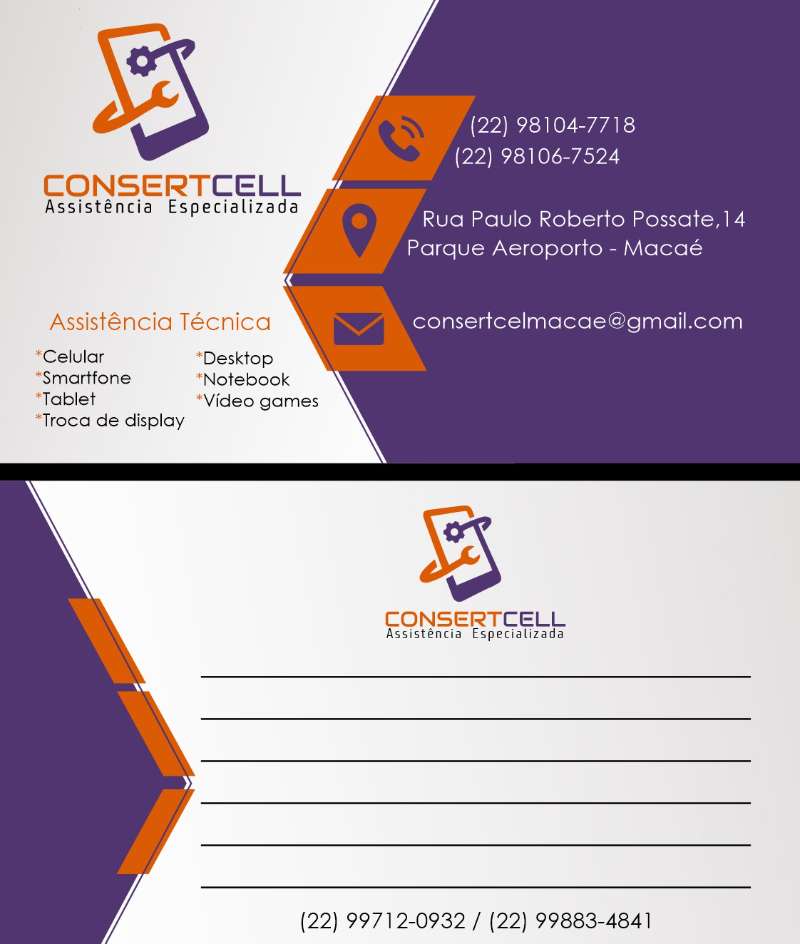 CONSERTCELL
Assistência Especializada
(22) 98104-7718
(22) 98106-7524
Rua Paulo Roberto Possate,14
Parque Aeroporto - Macaé
consertcelmacae@gmail.com
Assistência Técnica
*Celular
*Smartfone
*Tablet
*Troca de display
*Desktop
*Notebook
*Vídeo games
CONSERTCELL
Assistência Especializada
(22) 99712-0932 / (22) 99883-4841